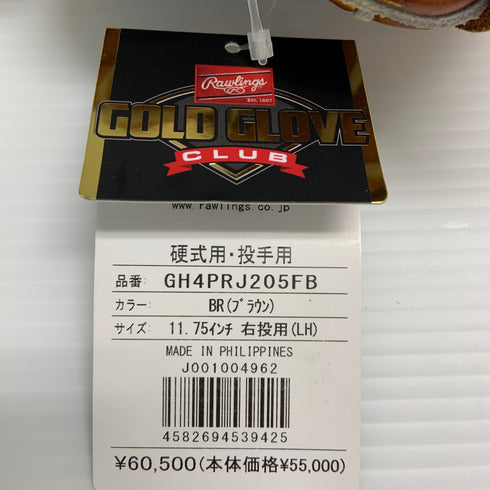 Rawlings
Est. 1887
GOLD GLOVE
CLUB
www.rawlings.co.jp
硬式用・投手用
品番: GH4PRJ205FB
カラー: BR(ブラウン)
サイズ: 11.75インチ 右投用(LH)
MADE IN PHILIPPINES
J001004962
4582694539425
¥60,500(本体価格¥55,000)